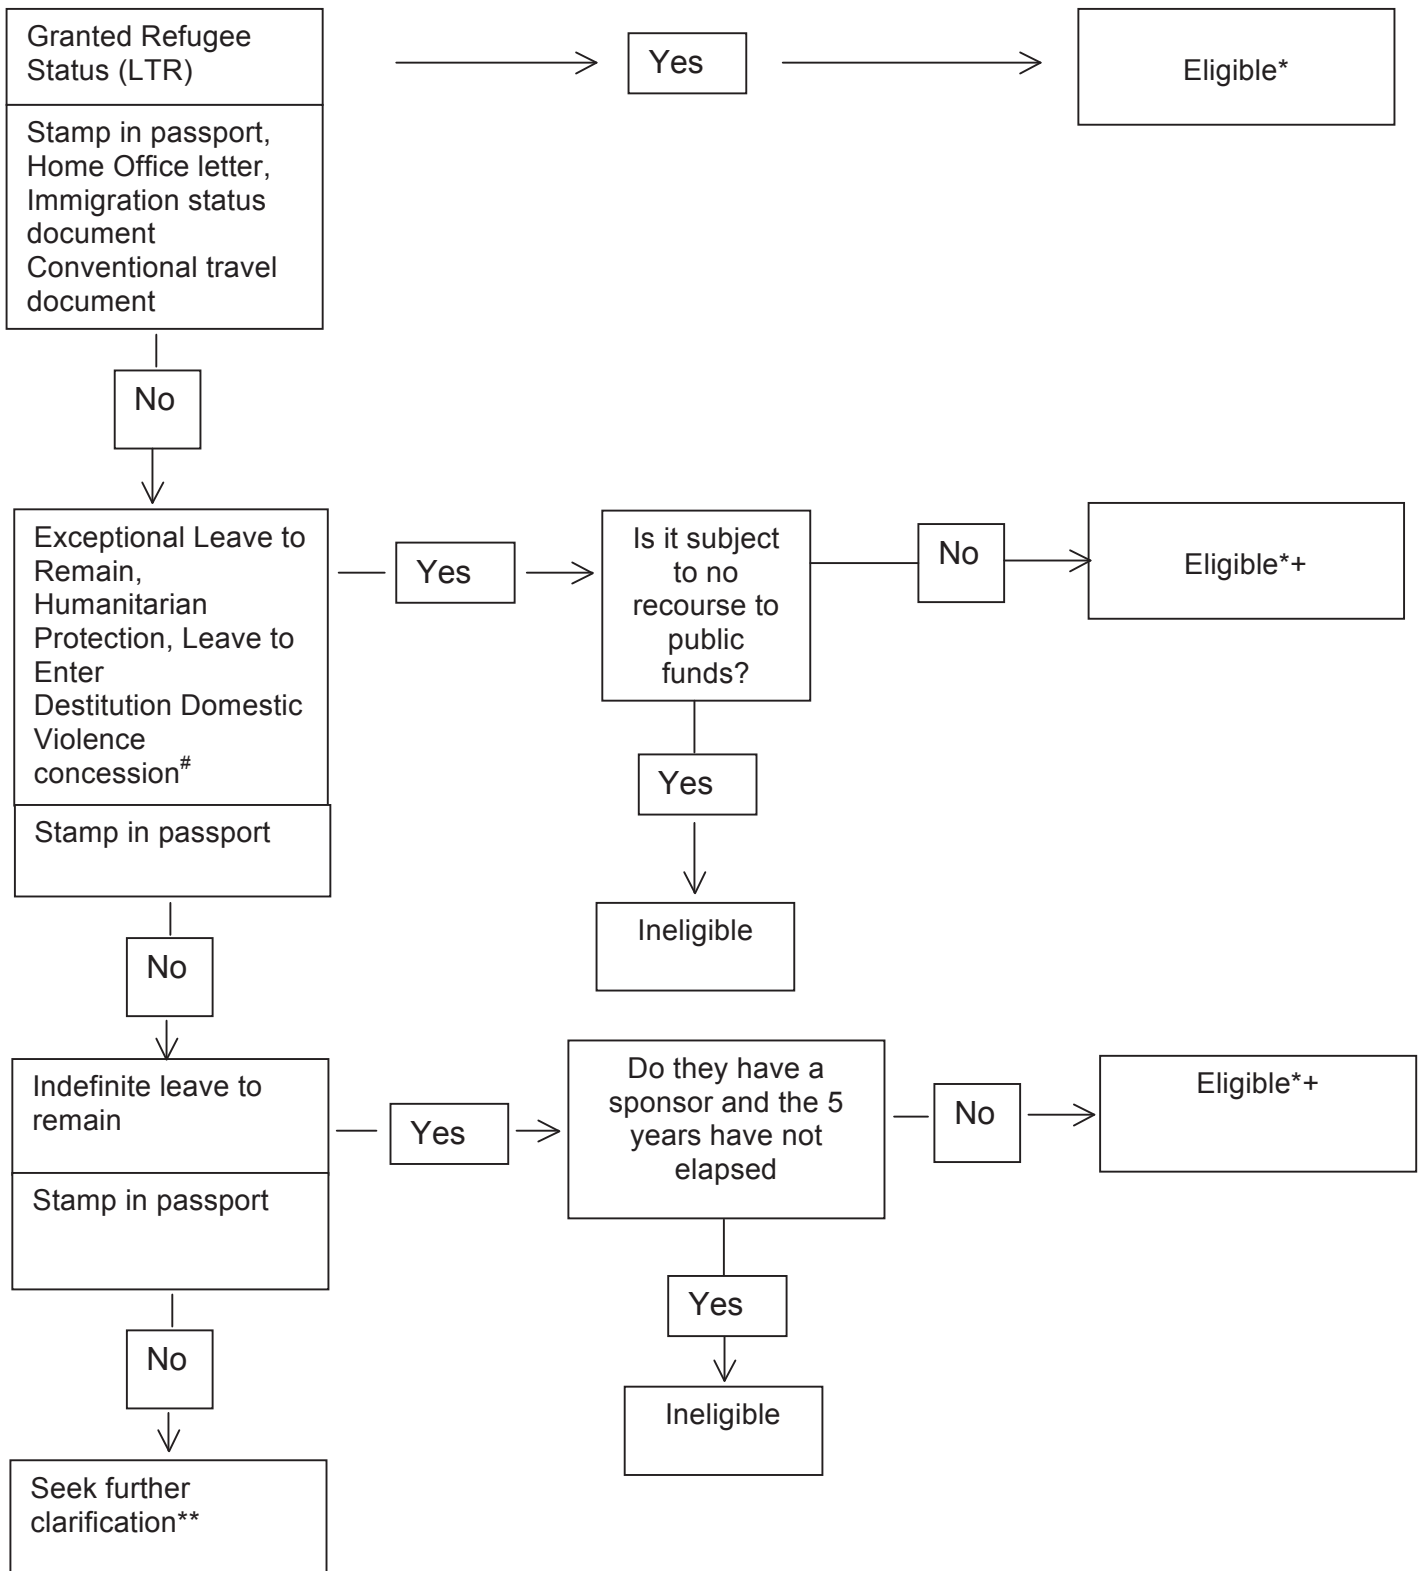 Granted Refugee
Status (LTR)
Yes
Eligible*
Stamp in passport,
Home Office letter,
Immigration status
document
Conventional travel
document
No
Exceptional Leave to
Remain,
Humanitarian
Protection, Leave to
Enter
Destitution Domestic
Violence
concession#
Stamp in passport
Yes
Is it subject
to no
recourse to
public
funds?
No
Eligible*+
Yes
Ineligible
No
Indefinite leave to
remain
Stamp in passport
Yes
Do they have a
sponsor and the 5
years have not
elapsed
No
Eligible*+
Yes
Ineligible
No
Seek further
clarification**